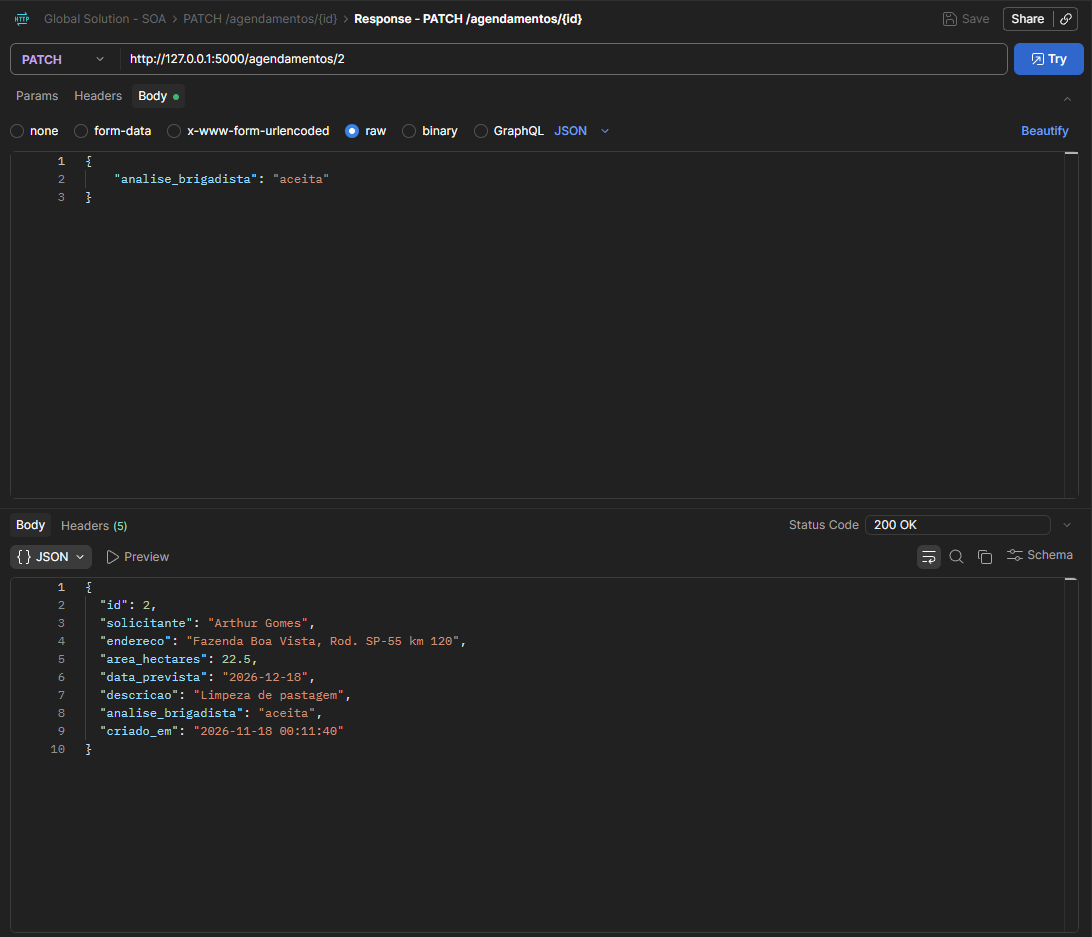 HTTP Global Solution - SOA > PATCH /agendamentos/{id} > Response - PATCH /agendamentos/{id} Save Share
PATCH http://127.0.0.1:5000/agendamentos/2 Try
Params Headers Body
none form-data x-www-form-urlencoded raw binary GraphQL JSON Beautify
1 {
2 "analise_brigadista": "aceita"
3 }
Body Headers (5) Status Code 200 OK
{} JSON Preview Schema
1 {
2 "id": 2,
3 "solicitante": "Arthur Gomes",
4 "endereco": "Fazenda Boa Vista, Rod. SP-55 km 120",
5 "area_hectares": 22.5,
6 "data_prevista": "2026-12-18",
7 "descricao": "Limpeza de pastagem",
8 "analise_brigadista": "aceita",
9 "criado_em": "2026-11-18 00:11:40"
10 }